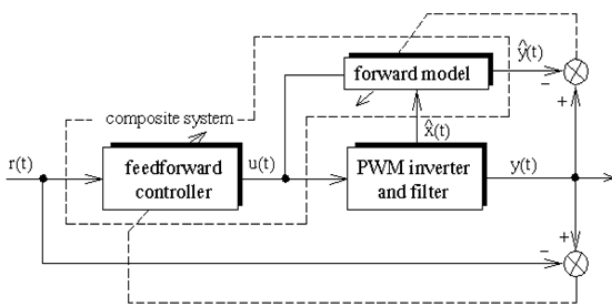 ŷ(t)
forward model
−
+
composite system
x̂(t)
r(t)
feedforward
controller
u(t)
PWM inverter
and filter
y(t)
+
−